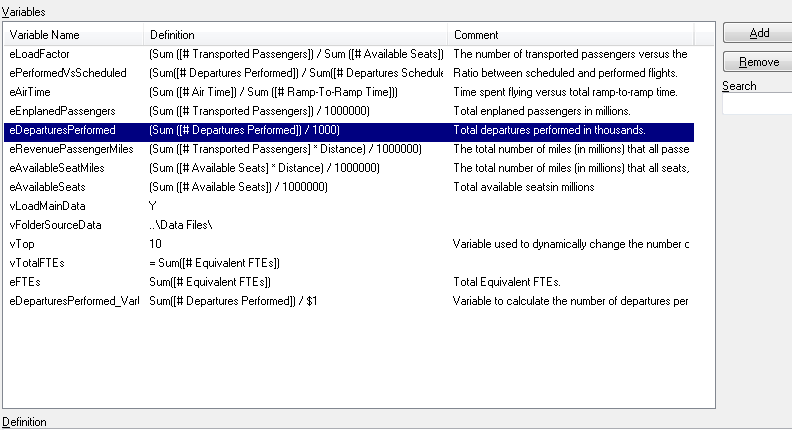 Variables
Variable Name Definition Comment
eLoadFactor (Sum ([# Transported Passengers]) / Sum ([# Available Seats]) The number of transported passengers versus the
ePerformedVsScheduled (Sum([# Departures Performed]) / Sum([# Departures Schedule Ratio between scheduled and performed flights.
eAirTime (Sum ([# Air Time]) / Sum ([# Ramp-To-Ramp Time])) Time spent flying versus total ramp-to-ramp time.
eEnplanedPassengers (Sum ([# Transported Passengers]) / 1000000) Total enplaned passengers in millions.
eDeparturesPerformed (Sum ([# Departures Performed]) / 1000) Total departures performed in thousands.
eRevenuePassengerMiles (Sum ([# Transported Passengers] * Distance) / 1000000) The total number of miles (in millions) that all passe
eAvailableSeatMiles (Sum ([# Available Seats] * Distance) / 1000000) The total number of miles (in millions) that all seats,
eAvailableSeats (Sum ([# Available Seats]) / 1000000) Total available seatsin millions
vLoadMainData Y
vFolderSourceData ..\Data Files\
vTop 10 Variable used to dynamically change the number c
vTotalFTEs = Sum([# Equivalent FTEs])
eFTEs Sum([# Equivalent FTEs]) Total Equivalent FTEs.
eDeparturesPerformed_Var Sum([# Departures Performed]) / $1 Variable to calculate the number of departures per
Add
Remove
Search
Definition